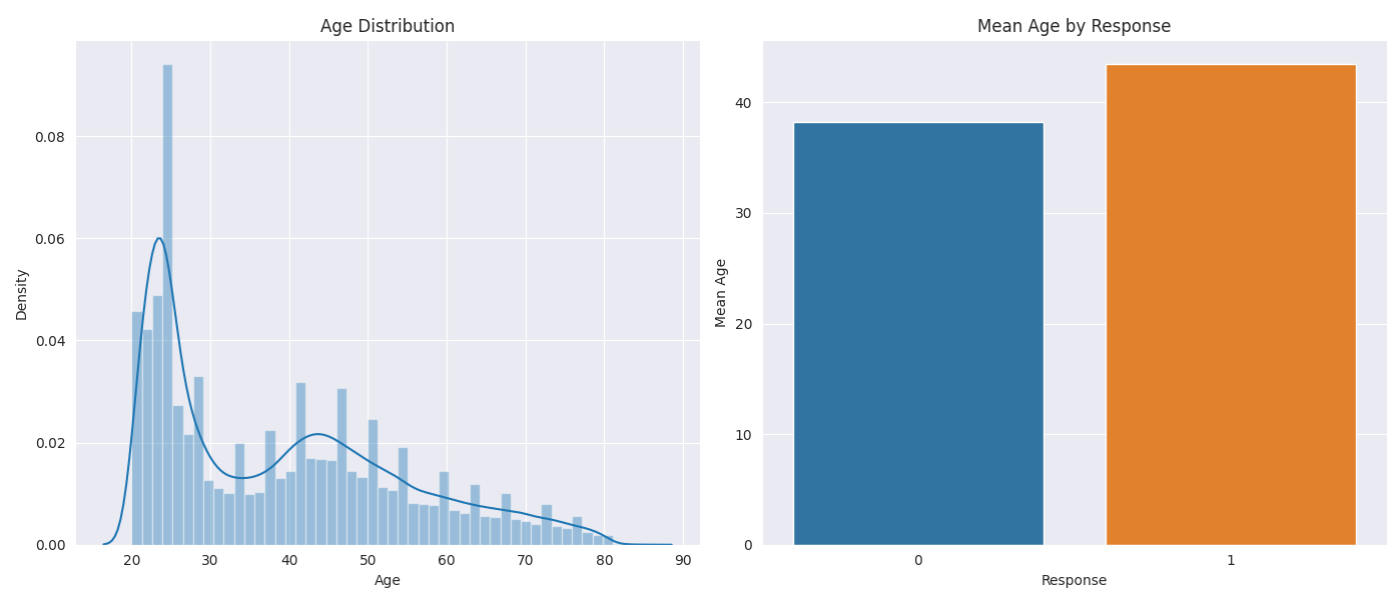 Age Distribution
Density
0.00
0.02
0.04
0.06
0.08
20 30 40 50 60 70 80 90
Age
Mean Age by Response
Mean Age
0
10
20
30
40
0 1
Response